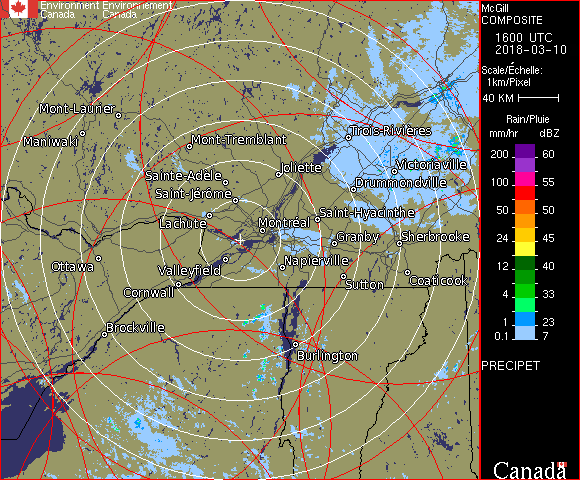 Environment Environnement
Canada Canada
McGill
COMPOSITE
1600 UTC
2018-03-10
Scale/Échelle:
1km/Pixel
40 KM
Rain/Pluie
mm/hr dBZ
200 60
100 55
50 50
24 45
12 40
4 33
1 23
0.1 7
PRECIPET
Canada
Mont-Laurier
Maniwaki
Mont-Tremblant
Trois-Rivières
Sainte-Adèle
Joliette
Victoriaville
Saint-Jérôme
Drummondville
Lachute
Montréal
Saint-Hyacinthe
Granby
Sherbrooke
Ottawa
Valleyfield
Napierville
Cornwall
Sutton
Coaticook
Brockville
Burlington